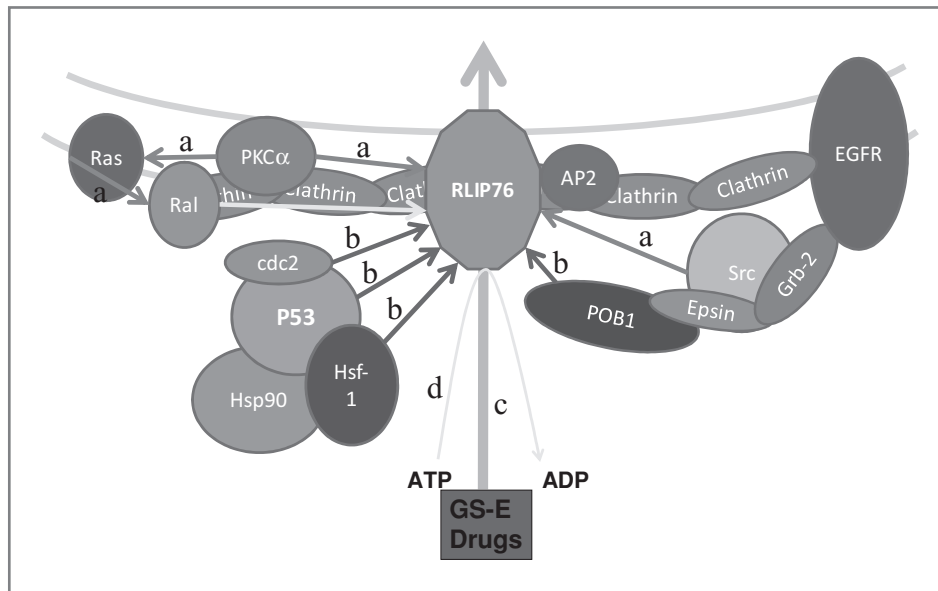 Ras
a
PKCα
a
RLIP76
AP2
EGFR
a
Ral
Clathrin
Clathrin
Clathrin
cdc2
b
b
b
P53
Hsp90
Hsf-
1
a
b
Src
Grb-2
Epsin
POB1
d
c
ATP
ADP
GS-E
Drugs